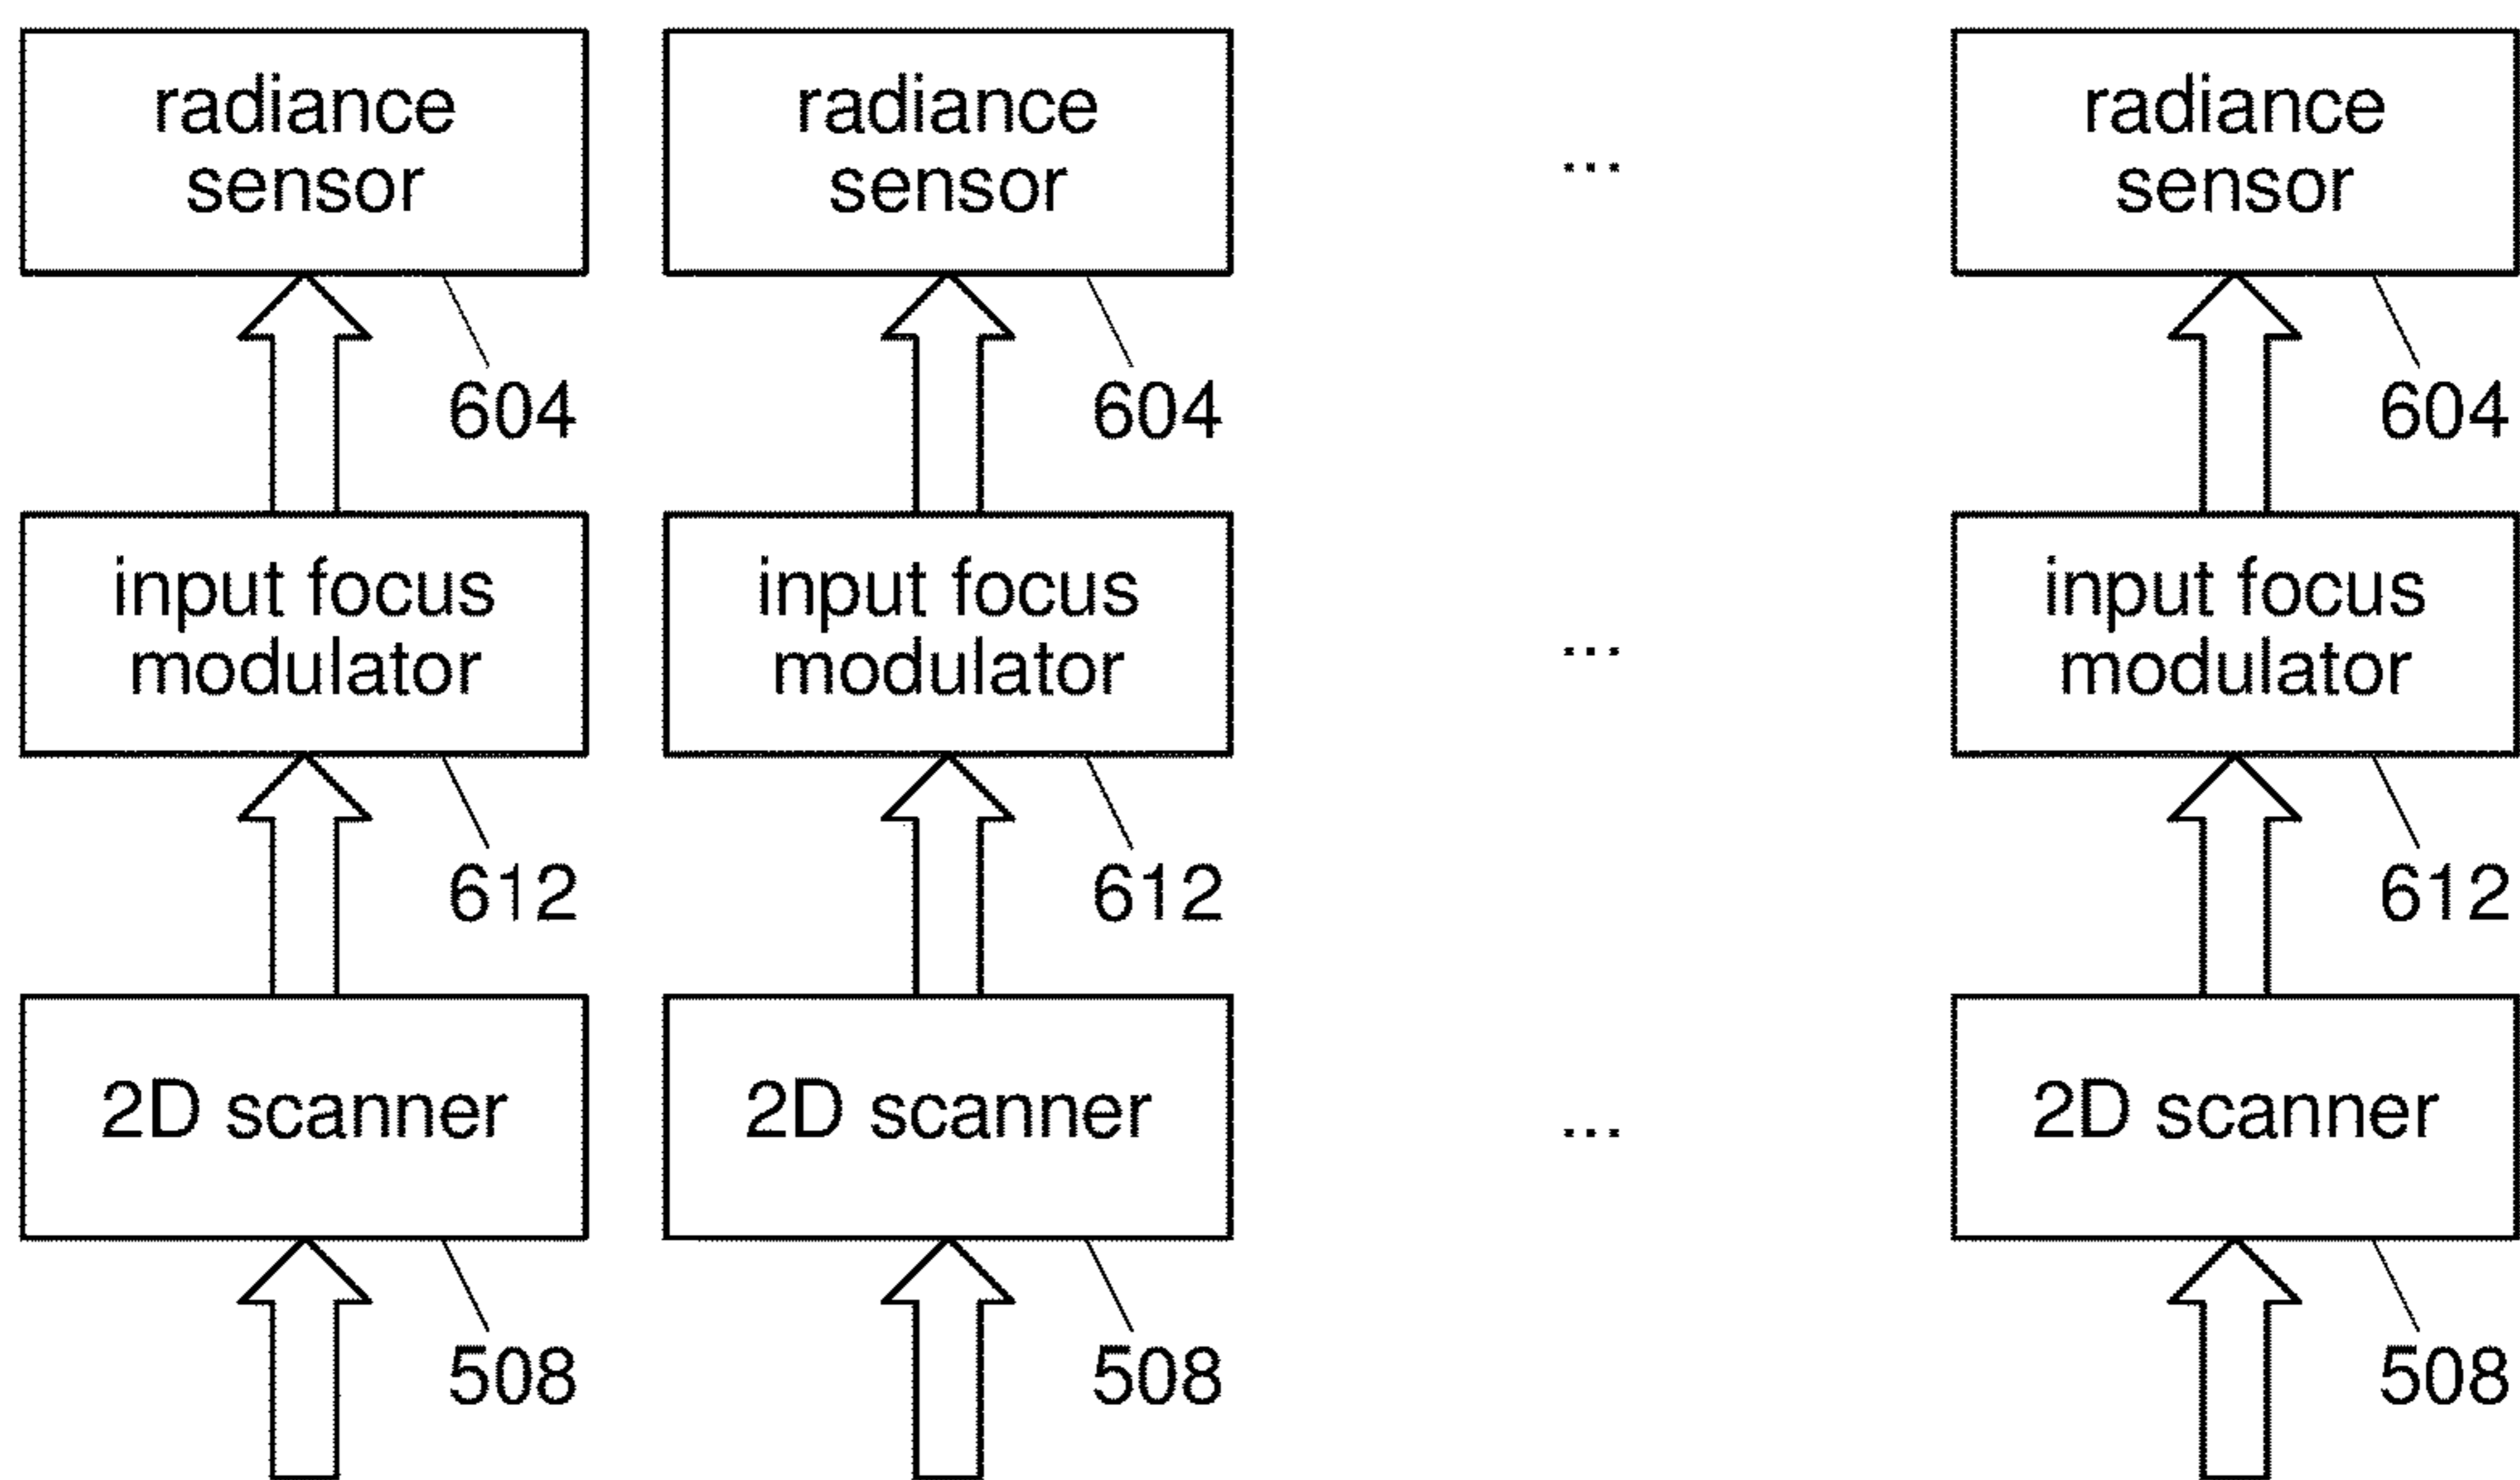 radiance radiance radiance
sensor sensor ... sensor
604 604 604
input focus input focus input focus
modulator modulator ... modulator
612 612 612
2D scanner 2D scanner ... 2D scanner
508 508 508